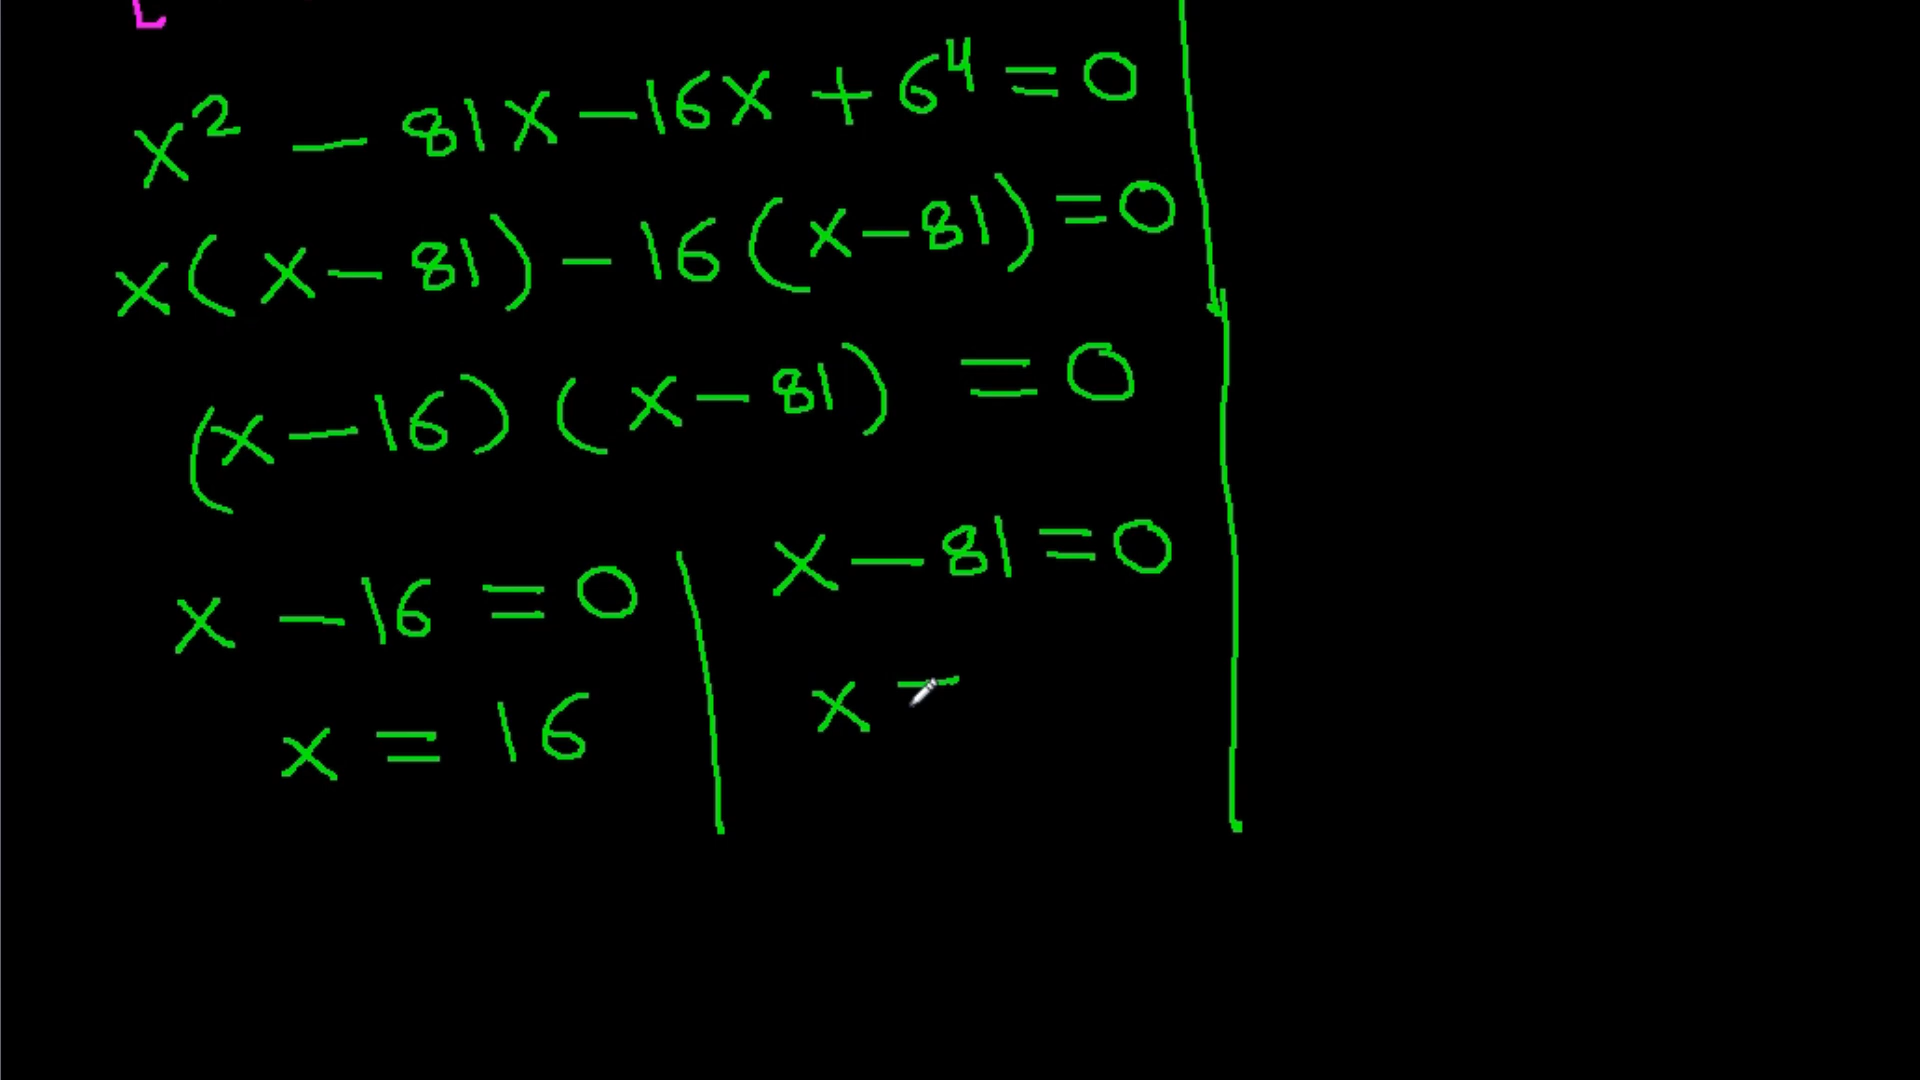 x² - 81x - 16x + 6⁴ = 0
x(x - 81) - 16(x - 81) = 0
(x - 16)(x - 81) = 0
x - 16 = 0
x = 16
x - 81 = 0
x